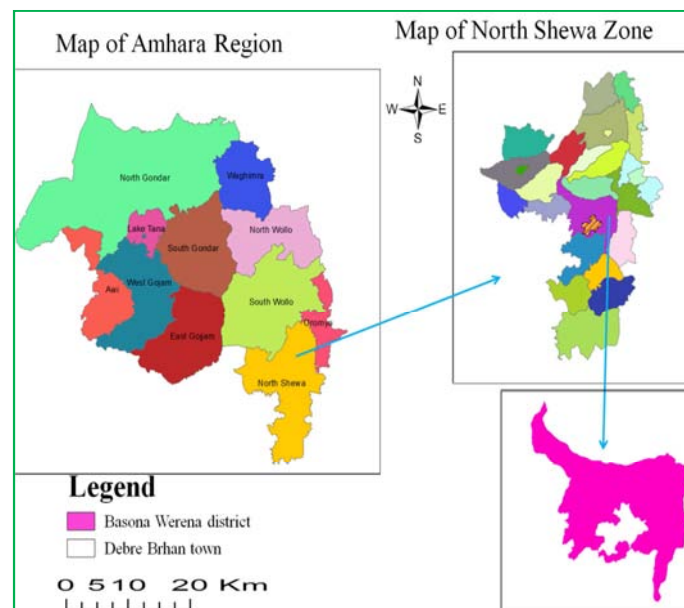 Map of Amhara Region
Map of North Shewa Zone
N
W E
S
North Gondar
Waghimra
Lake Tana
North Wollo
South Gondar
West Gojam
Awi
South Wollo
Oromia
East Gojjam
North Shewa
Legend
Basona Werena district
Debre Brhan town
0 5 10 20 Km